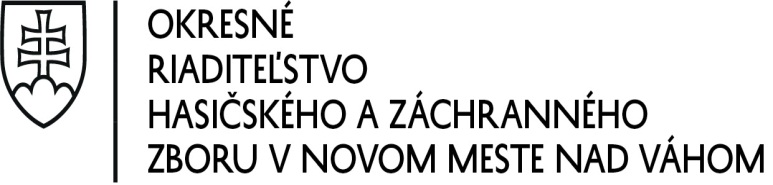 OKRESNÉ
RIADITEĽSTVO
HASIČSKÉHO A ZÁCHRANNÉHO
ZBORU V NOVOM MESTE NAD VÁHOM